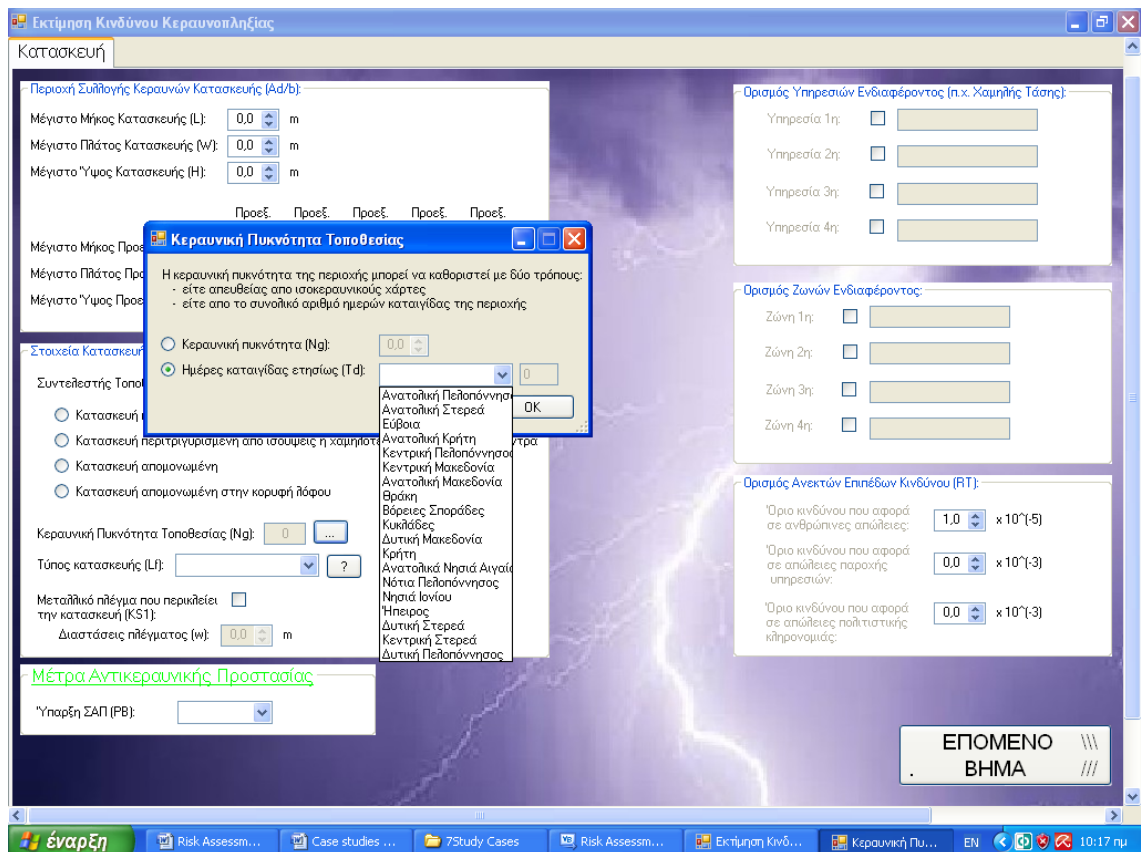 Εκτίμηση Κινδύνου Κεραυνοπληξίας
Κατασκευή
Περιοχή Συλλογής Κεραυνών Κατασκευής (Ad/b):
Μέγιστο Μήκος Κατασκευής (L): 0,0 m
Μέγιστο Πλάτος Κατασκευής (W): 0,0 m
Μέγιστο Ύψος Κατασκευής (H): 0,0 m
Προεξ. Προεξ. Προεξ. Προεξ. Προεξ.
Μέγιστο Μήκος Προε
Μέγιστο Πλάτος Προ
Μέγιστο Ύψος Προε
Κεραυνική Πυκνότητα Τοποθεσίας
Η κεραυνική πυκνότητα της περιοχής μπορεί να καθοριστεί με δύο τρόπους:
- είτε απευθείας απο ισοκεραυνικούς χάρτες
- είτε απο το συνολικό αριθμό ημερών καταιγίδας της περιοχής
Κεραυνική πυκνότητα (Ng): 0,0
Ημέρες καταιγίδας ετησίως (Td): 0
OK
Ανατολική Πελοπόννησο
Ανατολική Στερεά
Εύβοια
Ανατολική Κρήτη
Κεντρική Πελοπόννησος
Κεντρική Μακεδονία
Ανατολική Μακεδονία
Θράκη
Βόρειες Σποράδες
Κυκλάδες
Δυτική Μακεδονία
Κρήτη
Ανατολικά Νησιά Αιγαίο
Νότια Πελοπόννησος
Νησιά Ιονίου
Ήπειρος
Δυτική Στερεά
Κεντρική Στερεά
Δυτική Πελοπόννησος
Στοιχεία Κατασκευή
Συντελεστής Τοποθ
Κατασκευή
Κατασκευή περιτριγυρισμένη απο ισοϋψείς ή χαμηλότε ντρα
Κατασκευή απομονωμένη
Κατασκευή απομονωμένη στην κορυφή λόφου
Κεραυνική Πυκνότητα Τοποθεσίας (Ng): 0 ...
Τύπος κατασκευής (Lf): ?
Μεταλλικό πλέγμα που περικλείει
την κατασκευή (KS1):
Διαστάσεις πλέγματος (w): 0,0 m
Μέτρα Αντικεραυνικής Προστασίας
Ύπαρξη ΣΑΠ (PB):
Ορισμός Υπηρεσιών Ενδιαφέροντος (π.χ. Χαμηλής Τάσης):
Υπηρεσία 1η:
Υπηρεσία 2η:
Υπηρεσία 3η:
Υπηρεσία 4η:
Ορισμός Ζωνών Ενδιαφέροντος:
Ζώνη 1η:
Ζώνη 2η:
Ζώνη 3η:
Ζώνη 4η:
Ορισμός Ανεκτών Επιπέδων Κινδύνου (RT):
Όριο κινδύνου που αφορά
σε ανθρώπινες απώλειες: 1,0 x 10^(-5)
Όριο κινδύνου που αφορά
σε απώλειες παροχής
υπηρεσιών: 0,0 x 10^(-3)
Όριο κινδύνου που αφορά
σε απώλειες πολιτιστικής
κληρονομιάς: 0,0 x 10^(-3)
ΕΠΟΜΕΝΟ \\\
. ΒΗΜΑ ///
έναρξη Risk Assessm... Case studies ... 7Study Cases Risk Assessm... Εκτίμηση Κινδ... Κεραυνική Πυ... EN 10:17 πμ